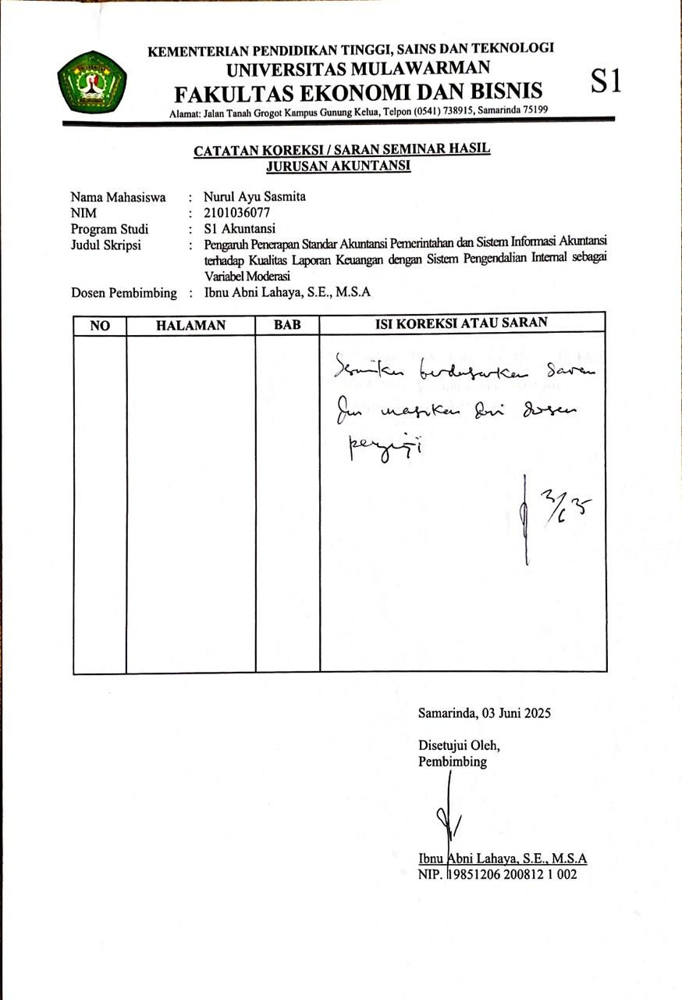 KEMENTERIAN PENDIDIKAN TINGGI, SAINS DAN TEKNOLOGI
UNIVERSITAS MULAWARMAN
FAKULTAS EKONOMI DAN BISNIS
S1
Alamat: Jalan Tanah Grogot Kampus Gunung Kelua, Telpon (0541) 738915, Samarinda 75199
CATATAN KOREKSI / SARAN SEMINAR HASIL
JURUSAN AKUNTANSI
Nama Mahasiswa : Nurul Ayu Sasmita
NIM : 2101036077
Program Studi : S1 Akuntansi
Judul Skripsi : Pengaruh Penerapan Standar Akuntansi Pemerintahan dan Sistem Informasi Akuntansi
terhadap Kualitas Laporan Keuangan dengan Sistem Pengendalian Internal sebagai
Variabel Moderasi
Dosen Pembimbing : Ibnu Abni Lahaya, S.E., M.S.A
NO HALAMAN BAB ISI KOREKSI ATAU SARAN
Sesuaikan berdasarkan saran
dan masukan dari dosen
penguji
3/6 25
Samarinda, 03 Juni 2025
Disetujui Oleh,
Pembimbing
Ibnu Abni Lahaya, S.E., M.S.A
NIP. 19851206 200812 1 002